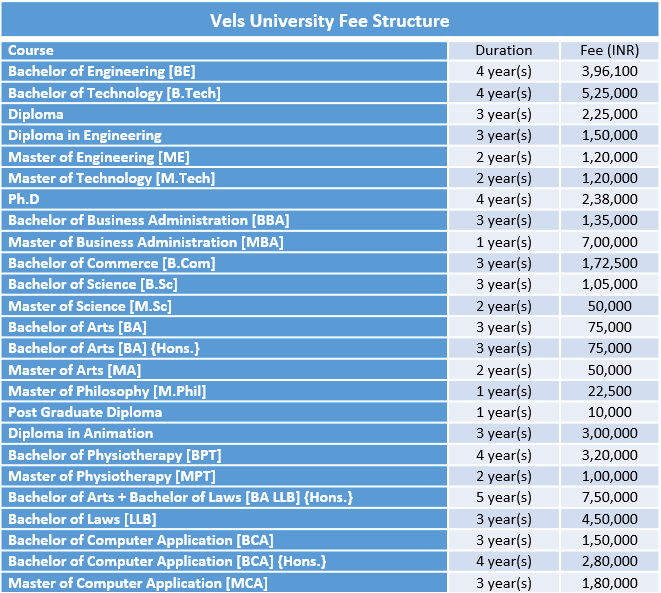 Vels University Fee Structure
Course Duration Fee (INR)
Bachelor of Engineering [BE] 4 year(s) 3,96,100
Bachelor of Technology [B.Tech] 4 year(s) 5,25,000
Diploma 3 year(s) 2,25,000
Diploma in Engineering 3 year(s) 1,50,000
Master of Engineering [ME] 2 year(s) 1,20,000
Master of Technology [M.Tech] 2 year(s) 1,20,000
Ph.D 4 year(s) 2,38,000
Bachelor of Business Administration [BBA] 3 year(s) 1,35,000
Master of Business Administration [MBA] 1 year(s) 7,00,000
Bachelor of Commerce [B.Com] 3 year(s) 1,72,500
Bachelor of Science [B.Sc] 3 year(s) 1,05,000
Master of Science [M.Sc] 2 year(s) 50,000
Bachelor of Arts [BA] 3 year(s) 75,000
Bachelor of Arts [BA] {Hons.} 3 year(s) 75,000
Master of Arts [MA] 2 year(s) 50,000
Master of Philosophy [M.Phil] 1 year(s) 22,500
Post Graduate Diploma 1 year(s) 10,000
Diploma in Animation 3 year(s) 3,00,000
Bachelor of Physiotherapy [BPT] 4 year(s) 3,20,000
Master of Physiotherapy [MPT] 2 year(s) 1,00,000
Bachelor of Arts + Bachelor of Laws [BA LLB] {Hons.} 5 year(s) 7,50,000
Bachelor of Laws [LLB] 3 year(s) 4,50,000
Bachelor of Computer Application [BCA] 3 year(s) 1,50,000
Bachelor of Computer Application [BCA] {Hons.} 4 year(s) 2,80,000
Master of Computer Application [MCA] 3 year(s) 1,80,000